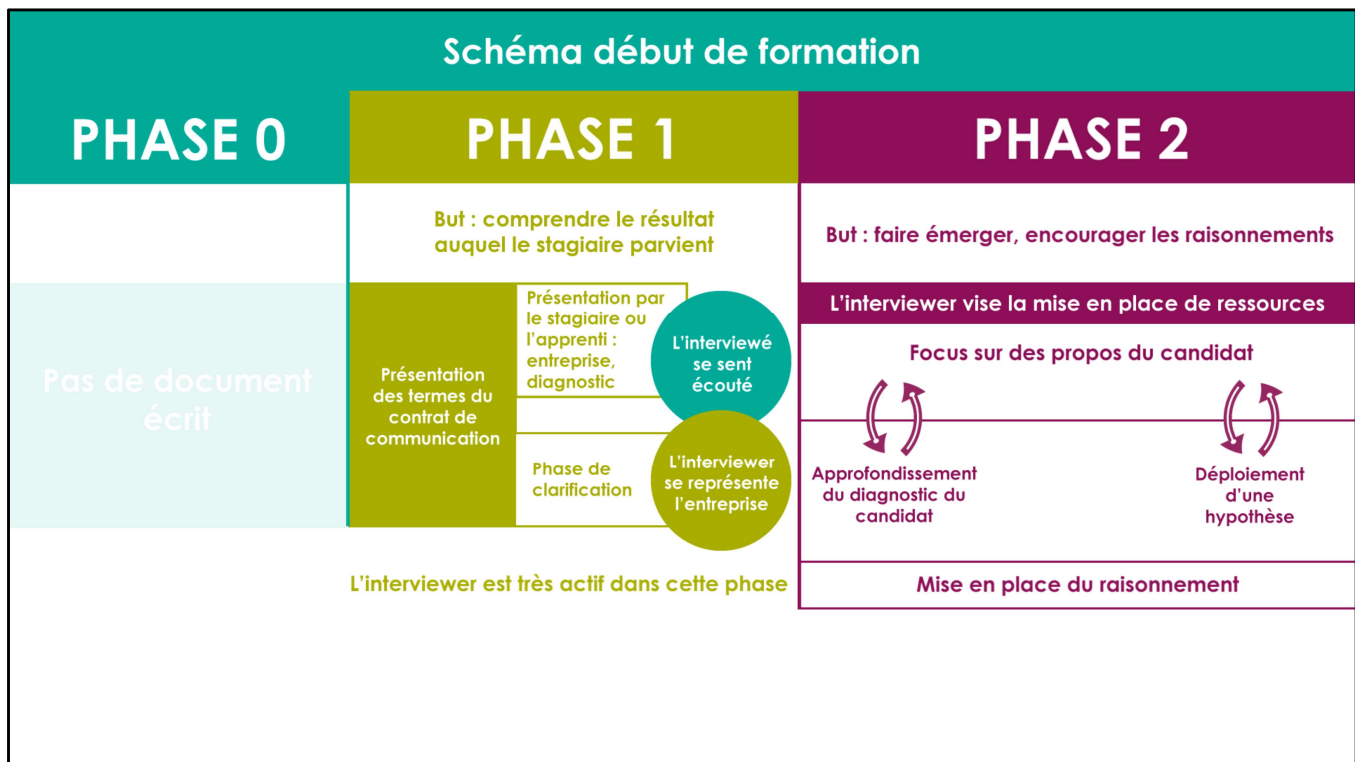 Schéma début de formation
PHASE 0
PHASE 1
PHASE 2
But : comprendre le résultat
auquel le stagiaire parvient
But : faire émerger, encourager les raisonnements
Pas de document
écrit
Présentation
des termes du
contrat de
communication
Présentation par
le stagiaire ou
l'apprenti :
entreprise,
diagnostic
L'interviewé
se sent
écouté
Phase de
clarification
L'interviewer
se représente
l'entreprise
L'interviewer est très actif dans cette phase
L'interviewer vise la mise en place de ressources
Focus sur des propos du candidat
Approfondissement
du diagnostic du
candidat
Déploiement
d'une
hypothèse
Mise en place du raisonnement